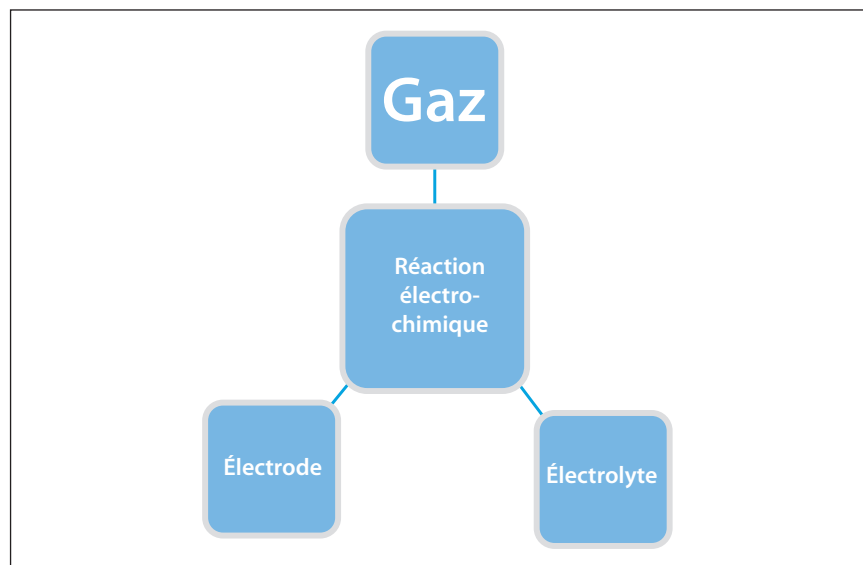 Gaz
Réaction
électro-
chimique
Électrode
Électrolyte